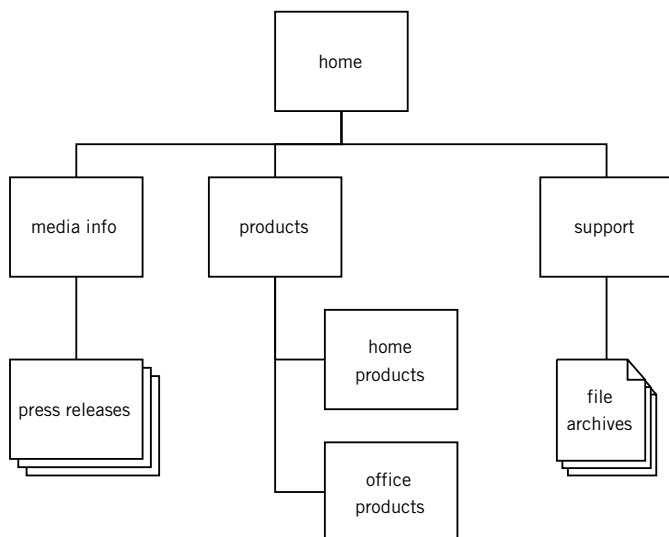 home
media info
products
support
home
products
press releases
file
archives
office
products